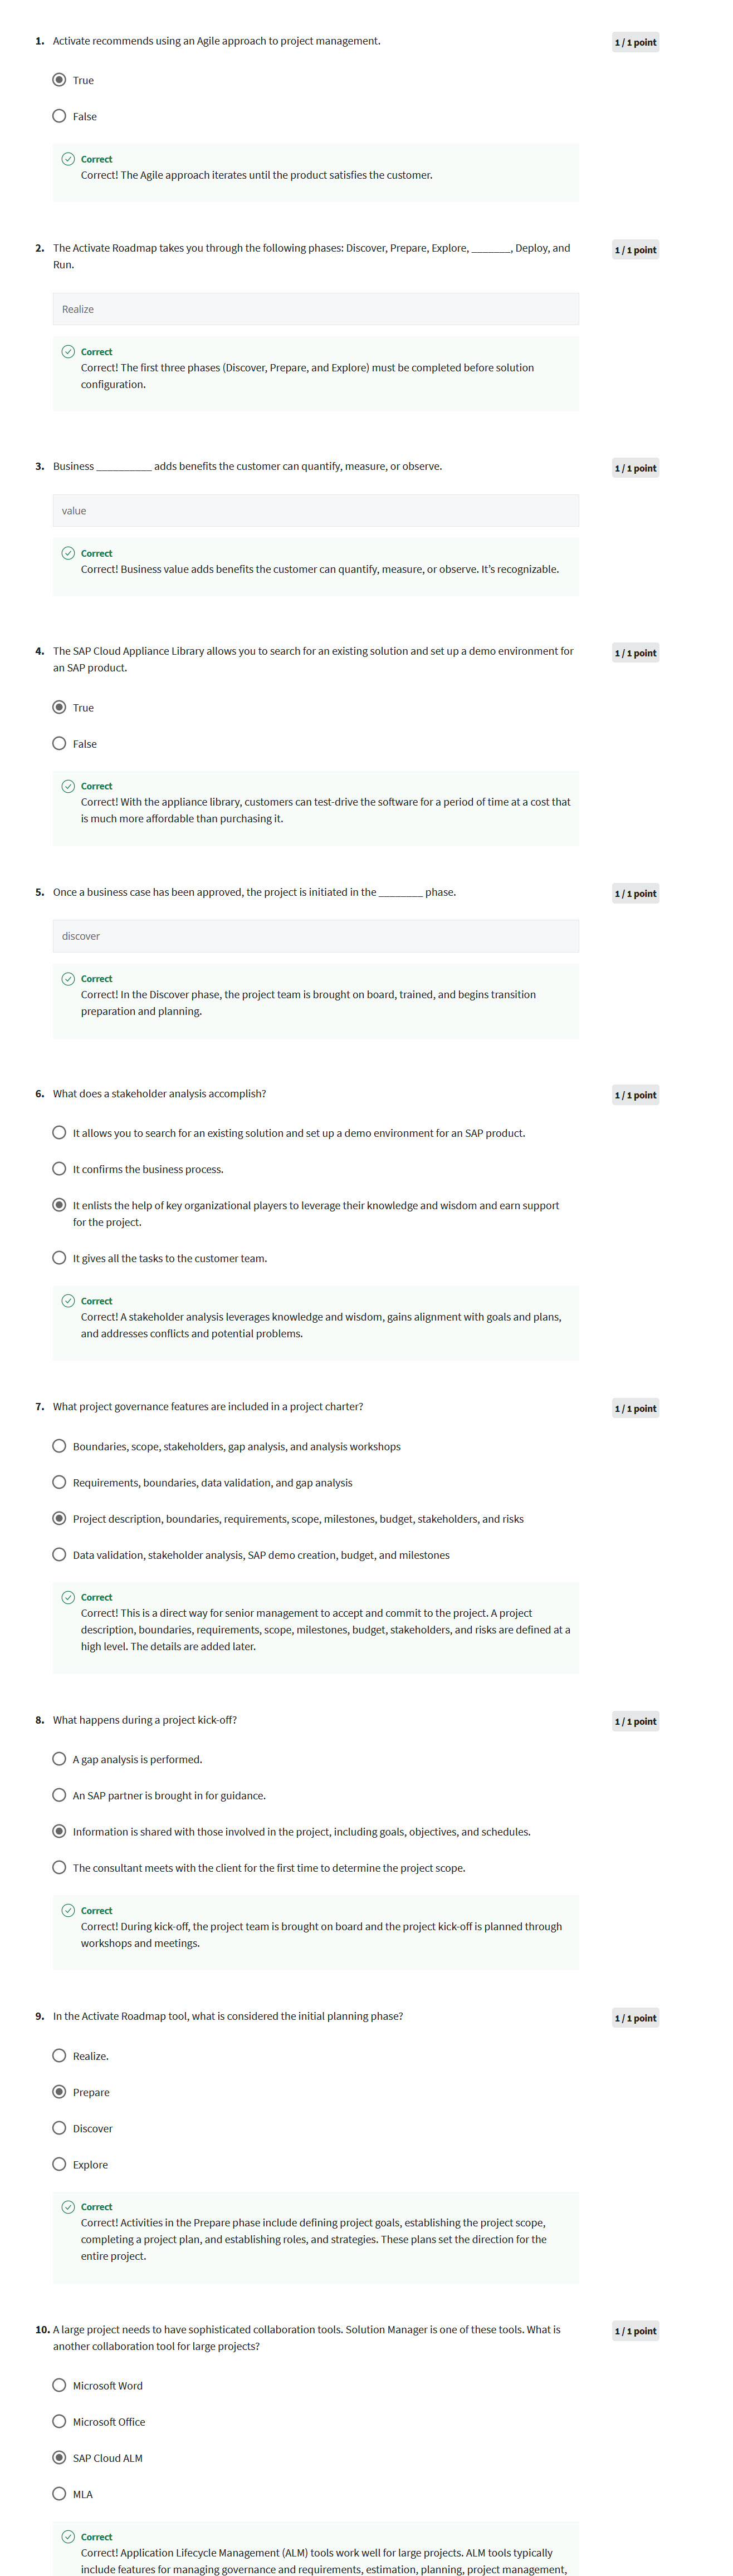 1. Activate recommends using an Agile approach to project management.
1 / 1 point
True
False
Correct
Correct! The Agile approach iterates until the product satisfies the customer.
2. The Activate Roadmap takes you through the following phases: Discover, Prepare, Explore, _______, Deploy, and
Run.
1 / 1 point
Realize
Correct
Correct! The first three phases (Discover, Prepare, and Explore) must be completed before solution
configuration.
3. Business __________ adds benefits the customer can quantify, measure, or observe.
1 / 1 point
value
Correct
Correct! Business value adds benefits the customer can quantify, measure, or observe. It’s recognizable.
4. The SAP Cloud Appliance Library allows you to search for an existing solution and set up a demo environment for
an SAP product.
1 / 1 point
True
False
Correct
Correct! With the appliance library, customers can test-drive the software for a period of time at a cost that
is much more affordable than purchasing it.
5. Once a business case has been approved, the project is initiated in the ________ phase.
1 / 1 point
discover
Correct
Correct! In the Discover phase, the project team is brought on board, trained, and begins transition
preparation and planning.
6. What does a stakeholder analysis accomplish?
1 / 1 point
It allows you to search for an existing solution and set up a demo environment for an SAP product.
It confirms the business process.
It enlists the help of key organizational players to leverage their knowledge and wisdom and earn support
for the project.
It gives all the tasks to the customer team.
Correct
Correct! A stakeholder analysis leverages knowledge and wisdom, gains alignment with goals and plans,
and addresses conflicts and potential problems.
7. What project governance features are included in a project charter?
1 / 1 point
Boundaries, scope, stakeholders, gap analysis, and analysis workshops
Requirements, boundaries, data validation, and gap analysis
Project description, boundaries, requirements, scope, milestones, budget, stakeholders, and risks
Data validation, stakeholder analysis, SAP demo creation, budget, and milestones
Correct
Correct! This is a direct way for senior management to accept and commit to the project. A project
description, boundaries, requirements, scope, milestones, budget, stakeholders, and risks are defined at a
high level. The details are added later.
8. What happens during a project kick-off?
1 / 1 point
A gap analysis is performed.
An SAP partner is brought in for guidance.
Information is shared with those involved in the project, including goals, objectives, and schedules.
The consultant meets with the client for the first time to determine the project scope.
Correct
Correct! During kick-off, the project team is brought on board and the project kick-off is planned through
workshops and meetings.
9. In the Activate Roadmap tool, what is considered the initial planning phase?
1 / 1 point
Realize.
Prepare
Discover
Explore
Correct
Correct! Activities in the Prepare phase include defining project goals, establishing the project scope,
completing a project plan, and establishing roles, and strategies. These plans set the direction for the
entire project.
10. A large project needs to have sophisticated collaboration tools. Solution Manager is one of these tools. What is
another collaboration tool for large projects?
1 / 1 point
Microsoft Word
Microsoft Office
SAP Cloud ALM
MLA
Correct
Correct! Application Lifecycle Management (ALM) tools work well for large projects. ALM tools typically
include features for managing governance and requirements, estimation, planning, project management,